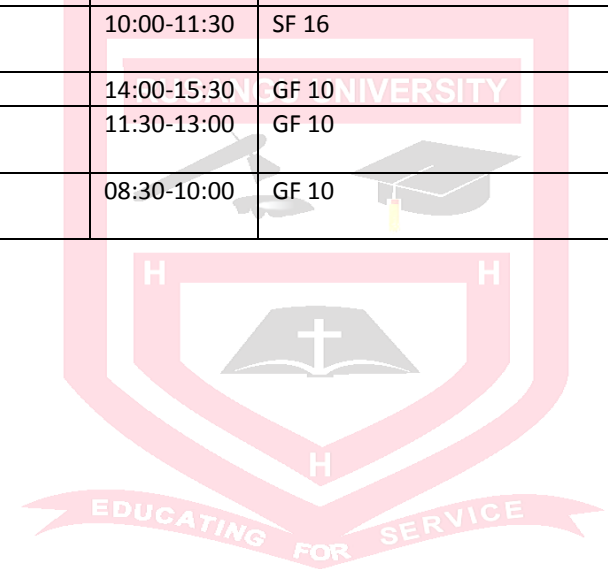 10:00-11:30 SF 16
14:00-15:30 GF 10
UNIVERSITY
11:30-13:00 GF 10
08:30-10:00 GF 10
H H
H
EDUCATING FOR SERVICE